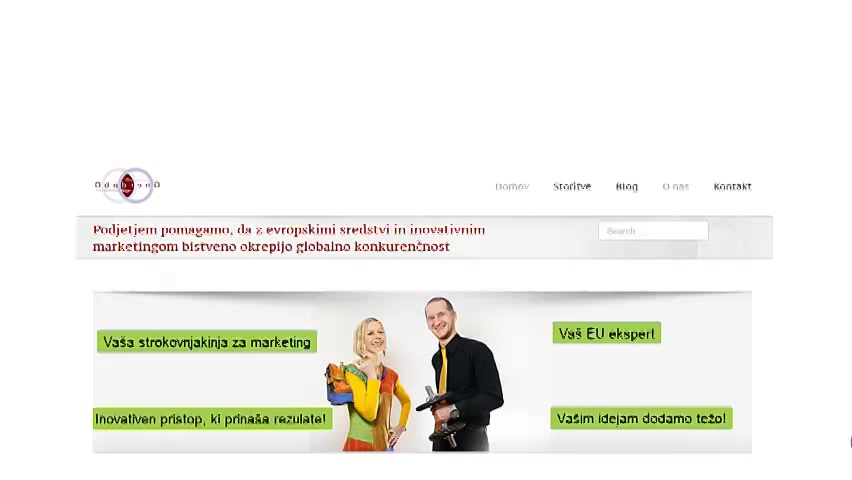 OdobrenO
Domov Storitve Blog O nas Kontakt
Podjetjem pomagamo, da z evropskimi sredstvi in inovativnim
marketingom bistveno okrepijo globalno konkurenčnost
Search ...
Vaša strokovnjakinja za marketing
Vaš EU ekspert
Inovativen pristop, ki prinaša rezulate!
Vašim idejam dodamo težo!